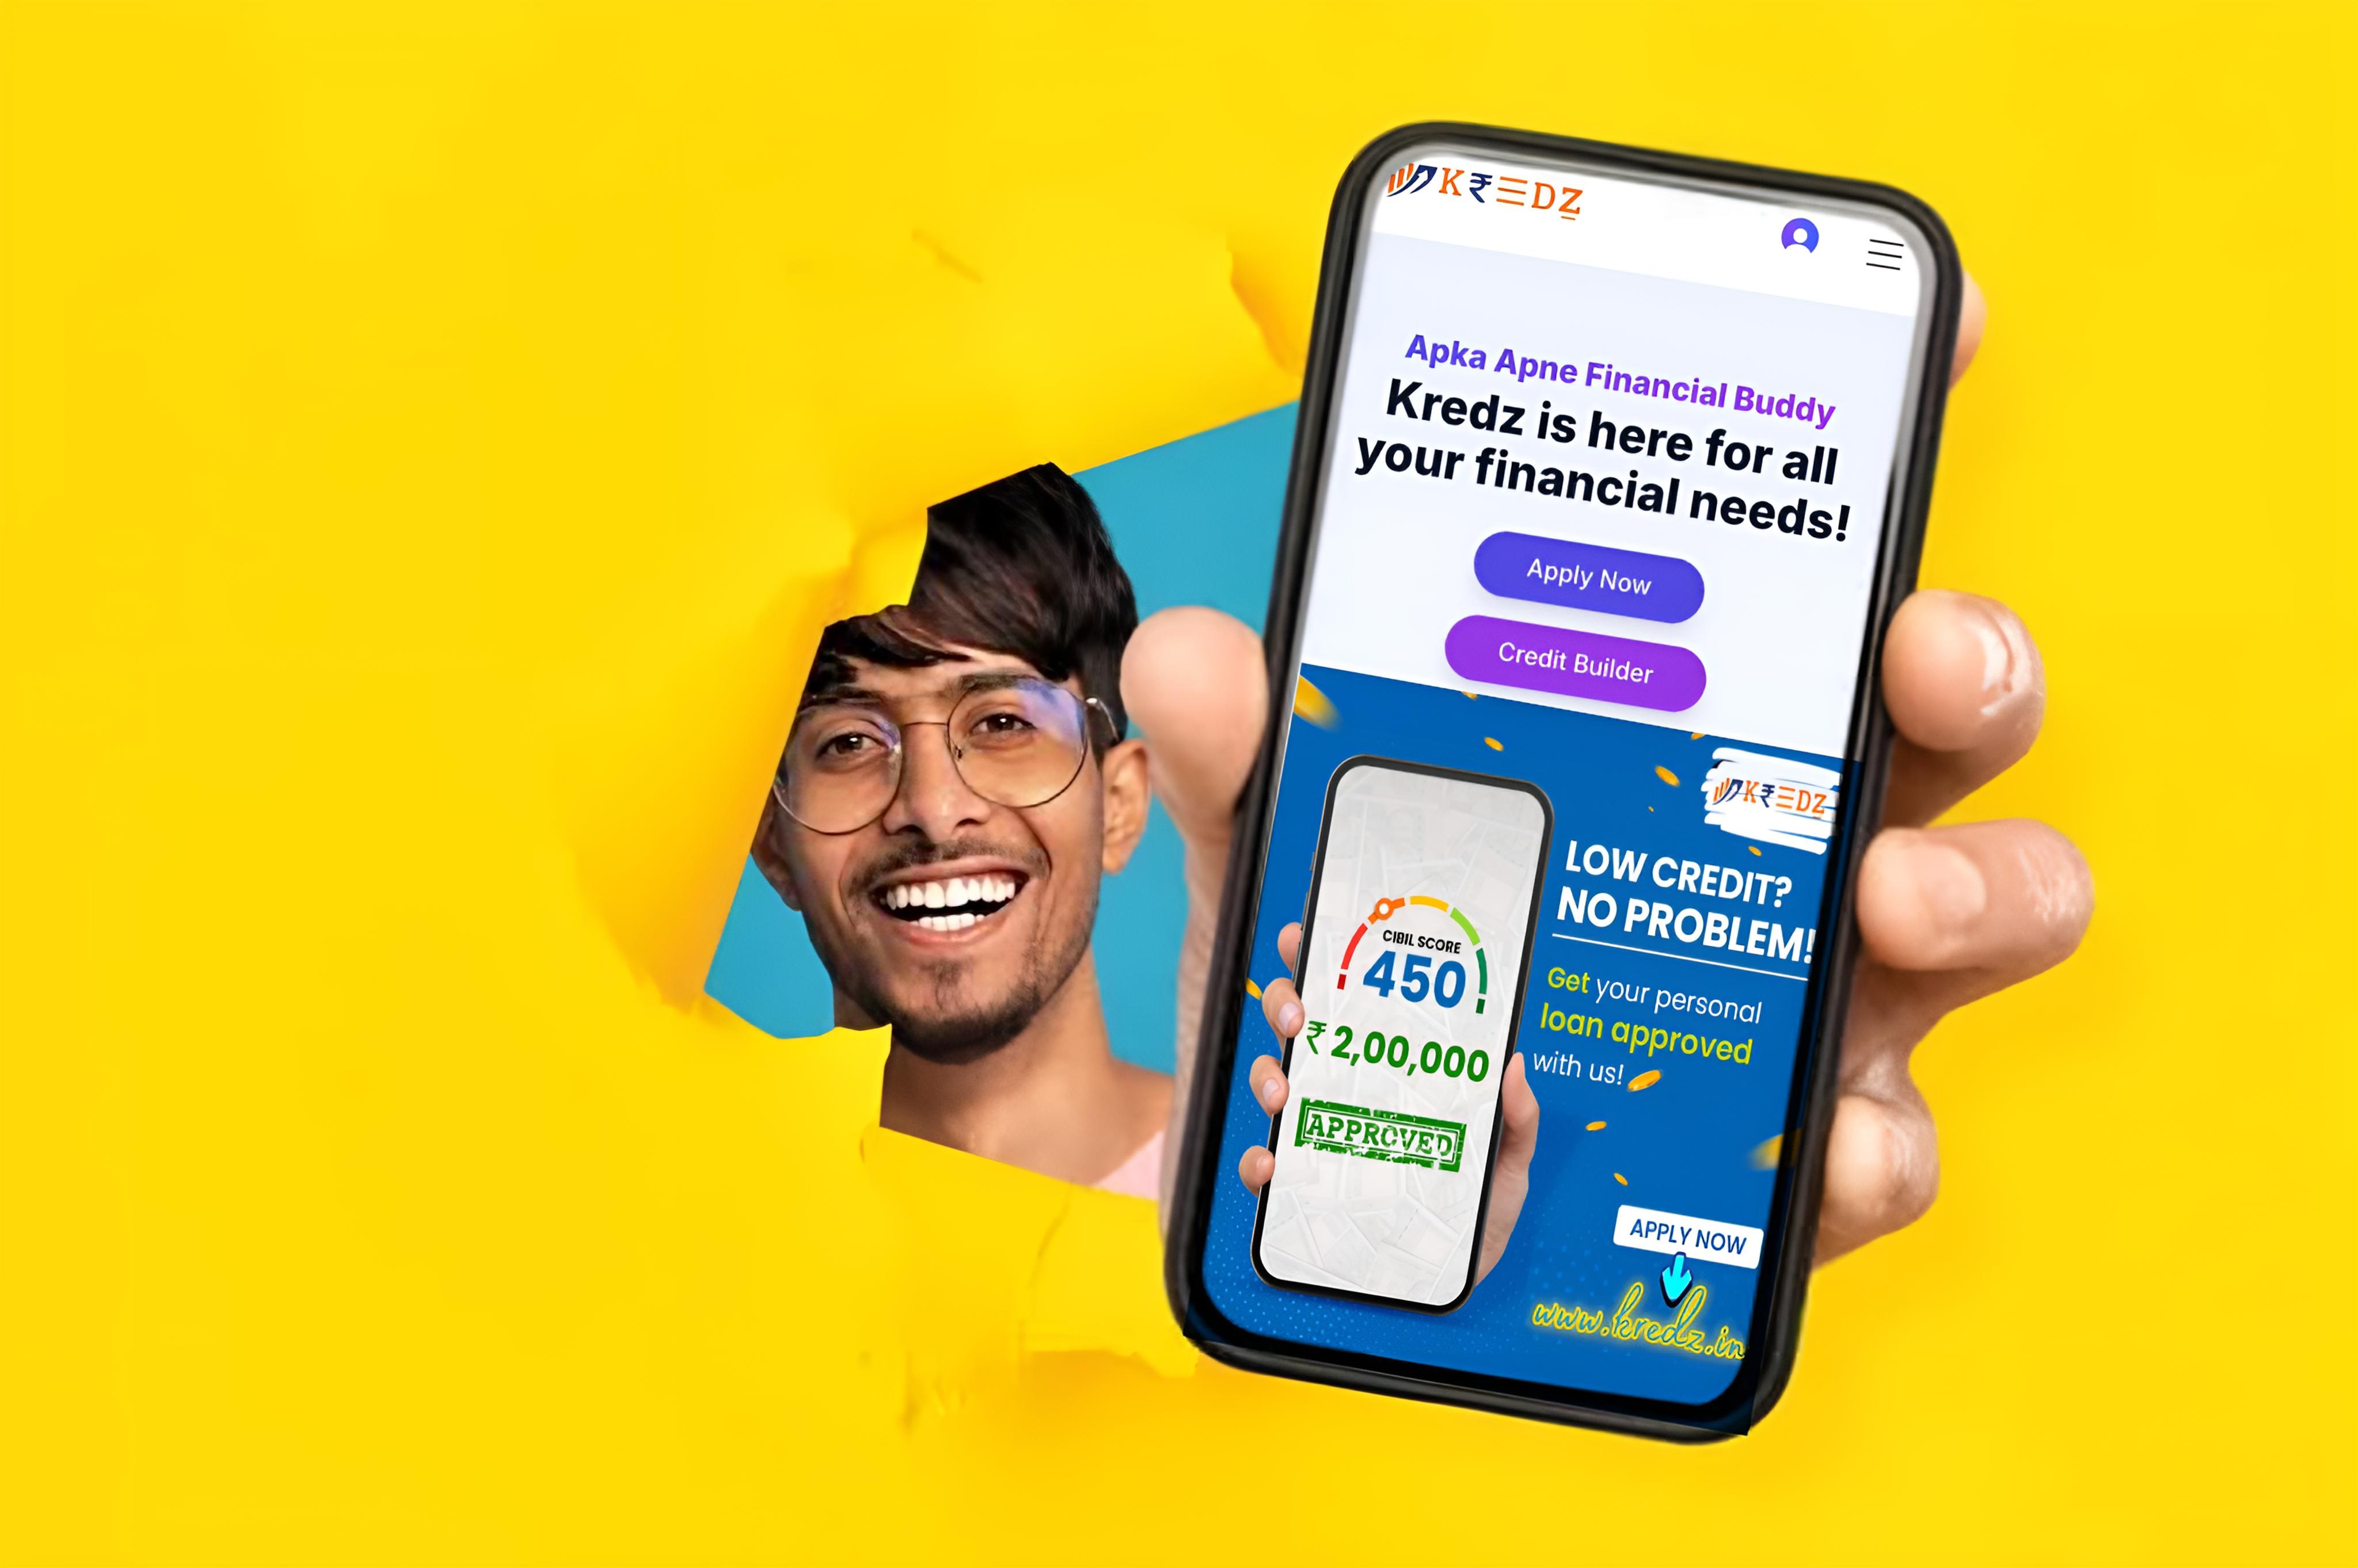 K₹EDZ
Apka Apne Financial Buddy
Kredz is here for all
your financial needs!
Apply Now
Credit Builder
K₹EDZ
LOW CREDIT?
NO PROBLEM!
Get your personal
loan approved
with us!
CIBIL SCORE
450
₹ 2,00,000
APPROVED
APPLY NOW
www.kredz.in